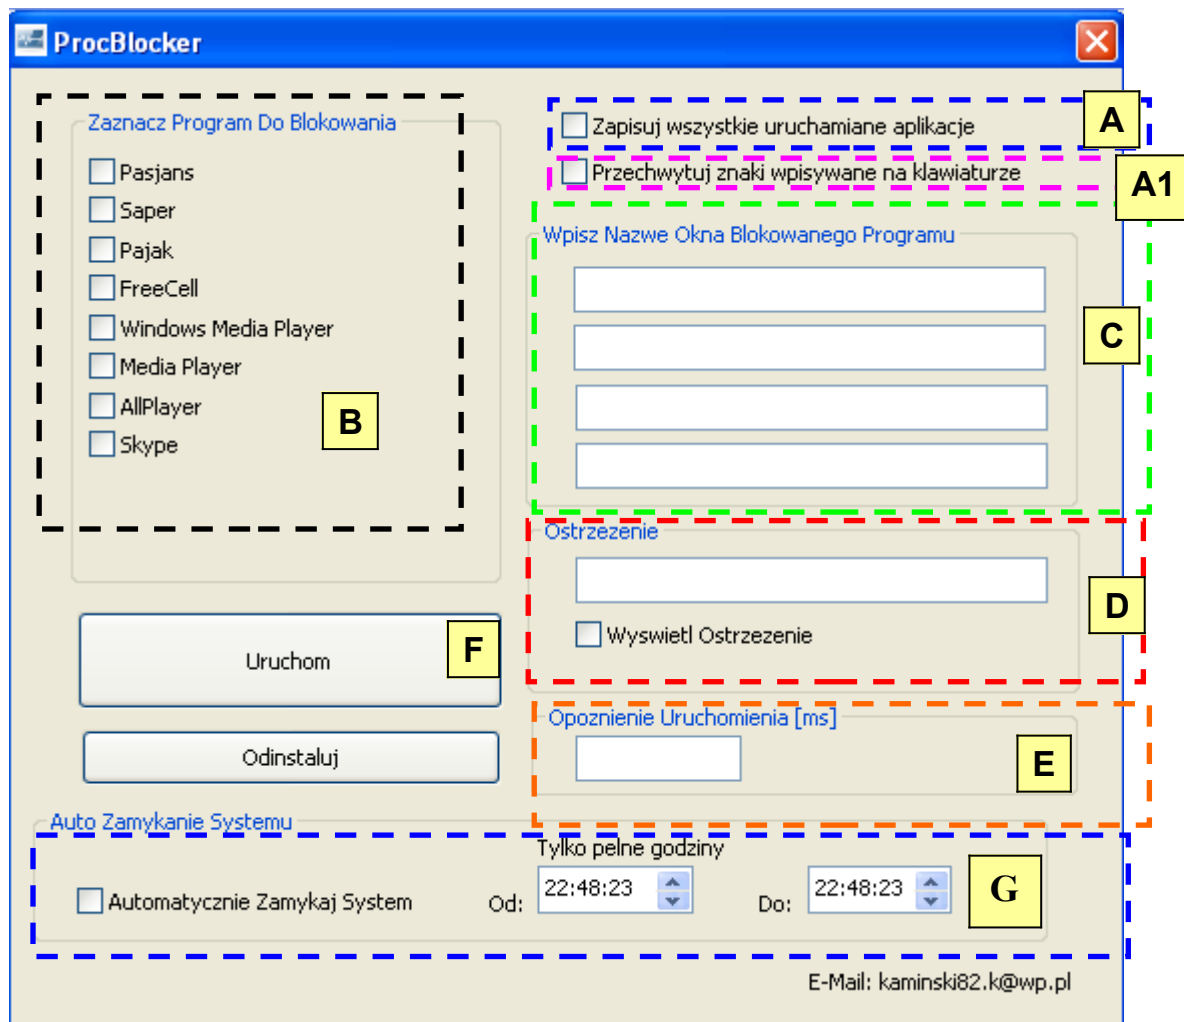 ProcBlocker
Zaznacz Program Do Blokowania
Pasjans
Saper
Pajak
FreeCell
Windows Media Player
Media Player
AllPlayer
Skype
B
Zapisuj wszystkie uruchamiane aplikacje
A
Przechwytuj znaki wpisywane na klawiaturze
A1
Wpisz Nazwe Okna Blokowanego Programu
C
Ostrzezenie
Wyswietl Ostrzezenie
D
Uruchom
F
Odinstaluj
Opoznienie Uruchomienia [ms]
E
Auto Zamykanie Systemu
Tylko pelne godziny
Automatycznie Zamykaj System
Od: 22:48:23
Do: 22:48:23
G
E-Mail: kaminski82.k@wp.pl